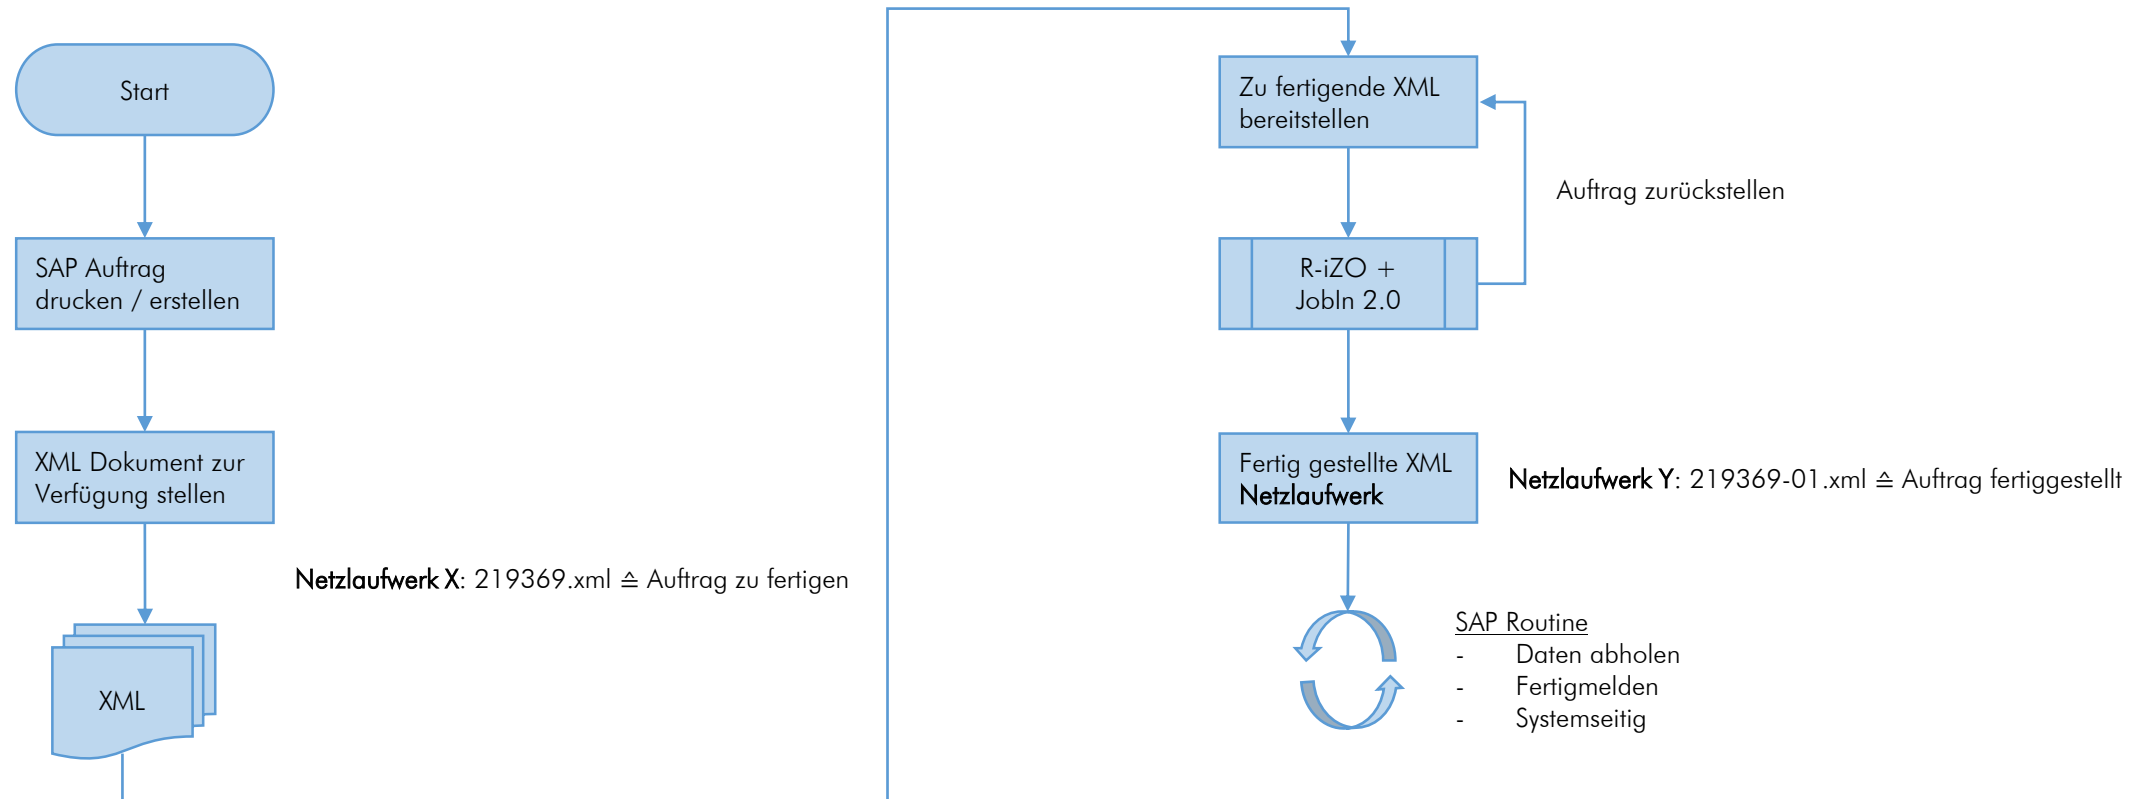 Start
SAP Auftrag
drucken / erstellen
XML Dokument zur
Verfügung stellen
Netzlaufwerk X: 219369.xml ≙ Auftrag zu fertigen
XML
Zu fertigende XML
bereitstellen
Auftrag zurückstellen
R-iZO +
JobIn 2.0
Fertig gestellte XML
Netzlaufwerk
Netzlaufwerk Y: 219369-01.xml ≙ Auftrag fertiggestellt
SAP Routine
- Daten abholen
- Fertigmelden
- Systemseitig